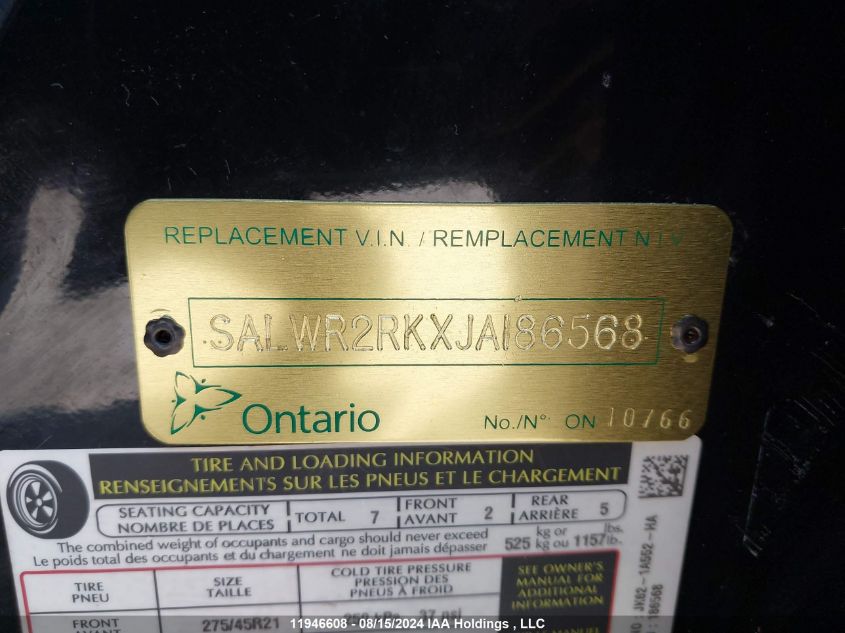 REPLACEMENT V.I.N. / REMPLACEMENT N.I.V.
SALWR2RKXJA186568
Ontario
No./N° ON 10766
TIRE AND LOADING INFORMATION
RENSEIGNEMENTS SUR LES PNEUS ET LE CHARGEMENT
SEATING CAPACITY
NOMBRE DE PLACES
TOTAL 7
FRONT
AVANT 2
REAR
ARRIÈRE 5
The combined weight of occupants and cargo should never exceed
Le poids total des occupants et du chargement ne doit jamais dépasser
525 kg or kg ou 1157 lbs. lb.
TIRE
PNEU
SIZE
TAILLE
COLD TIRE PRESSURE
PRESSION DES
PNEUS À FROID
SEE OWNER'S
MANUAL FOR
ADDITIONAL
INFORMATION
FRONT
275/45R21
37 psi
JK62-1A552-HA
186568
11946608 - 08/15/2024 IAA Holdings , LLC